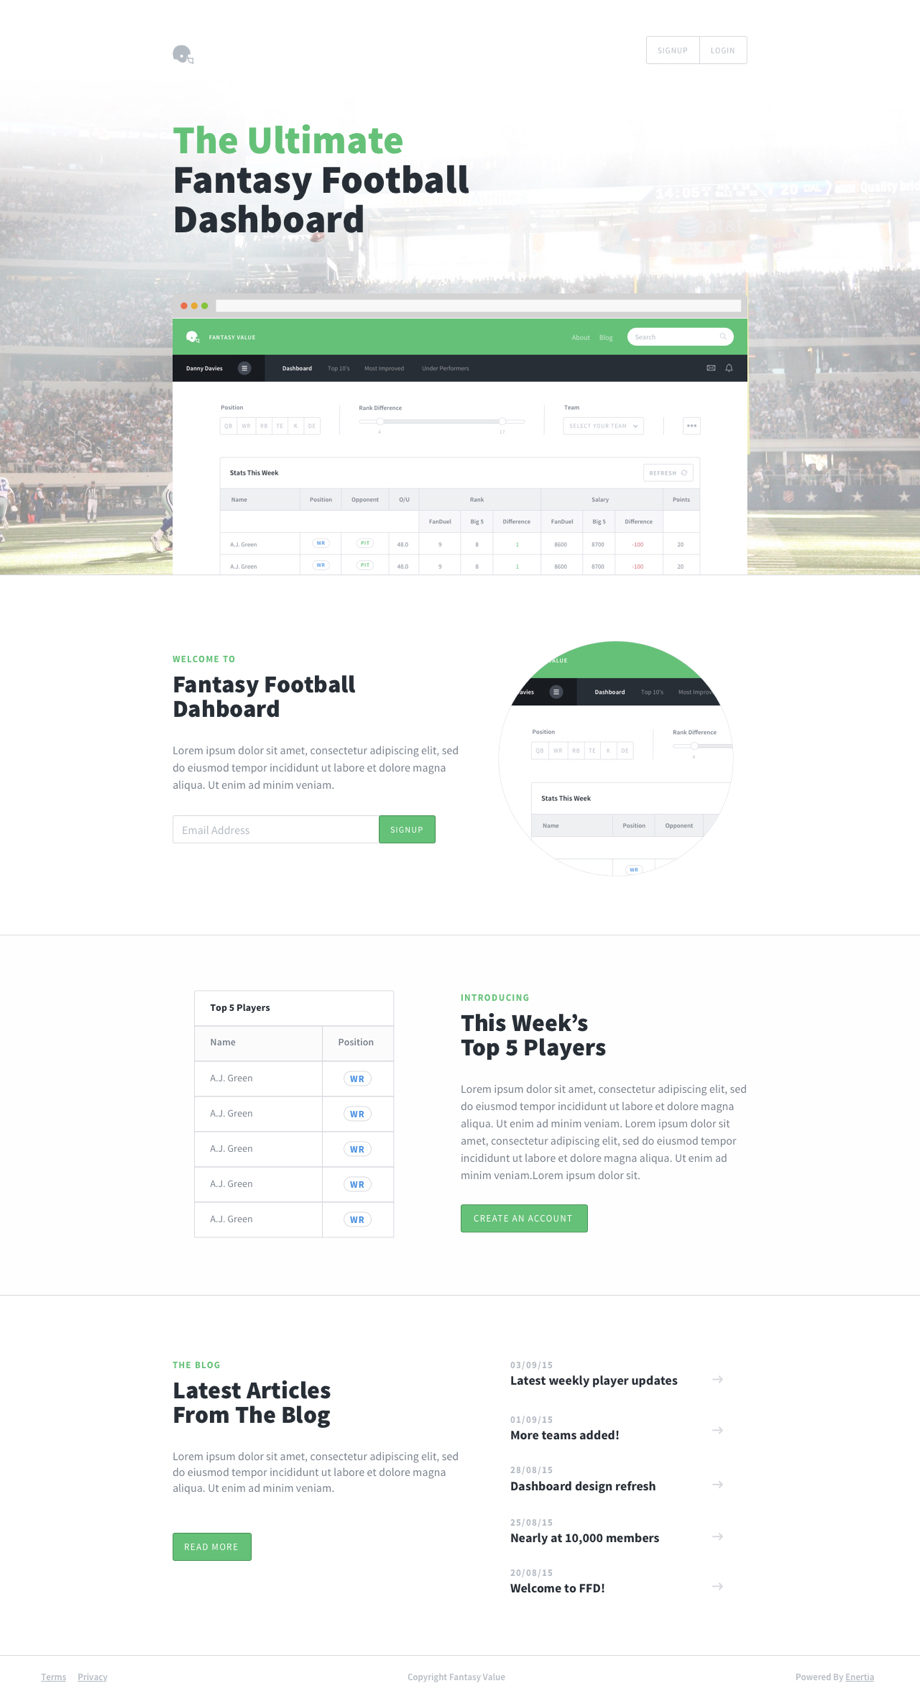 SIGNUP LOGIN
The Ultimate
Fantasy Football
Dashboard
FANTASY VALUE
About Blog Search
Danny Davies Dashboard Top 10's Most Improved Under Performers
Position Rank Difference Team
QB WR RB TE K DE SELECT YOUR TEAM
4 17
Stats This Week REFRESH
Name Position Opponent O/U Rank Salary Points
FanDuel Big 5 Difference FanDuel Big 5 Difference
A.J. Green WR PIT 48.0 9 8 1 8600 8700 -100 20
A.J. Green WR PIT 48.0 9 8 1 8600 8700 -100 20
WELCOME TO
Fantasy Football
Dahboard
Lorem ipsum dolor sit amet, consectetur adipiscing elit, sed
do eiusmod tempor incididunt ut labore et dolore magna
aliqua. Ut enim ad minim veniam.
Email Address SIGNUP
VALUE
avies Dashboard Top 10's Most Improv
Position Rank Difference
QB WR RB TE K DE
4
Stats This Week
Name Position Opponent
WR
Top 5 Players
Name Position
A.J. Green WR
A.J. Green WR
A.J. Green WR
A.J. Green WR
A.J. Green WR
INTRODUCING
This Week's
Top 5 Players
Lorem ipsum dolor sit amet, consectetur adipiscing elit, sed
do eiusmod tempor incididunt ut labore et dolore magna
aliqua. Ut enim ad minim veniam. Lorem ipsum dolor sit
amet, consectetur adipiscing elit, sed do eiusmod tempor
incididunt ut labore et dolore magna aliqua. Ut enim ad
minim veniam.Lorem ipsum dolor sit.
CREATE AN ACCOUNT
THE BLOG
Latest Articles
From The Blog
Lorem ipsum dolor sit amet, consectetur adipiscing elit, sed
do eiusmod tempor incididunt ut labore et dolore magna
aliqua. Ut enim ad minim veniam.
READ MORE
03/09/15
Latest weekly player updates
01/09/15
More teams added!
28/08/15
Dashboard design refresh
25/08/15
Nearly at 10,000 members
20/08/15
Welcome to FFD!
Terms Privacy Copyright Fantasy Value Powered By Enertia